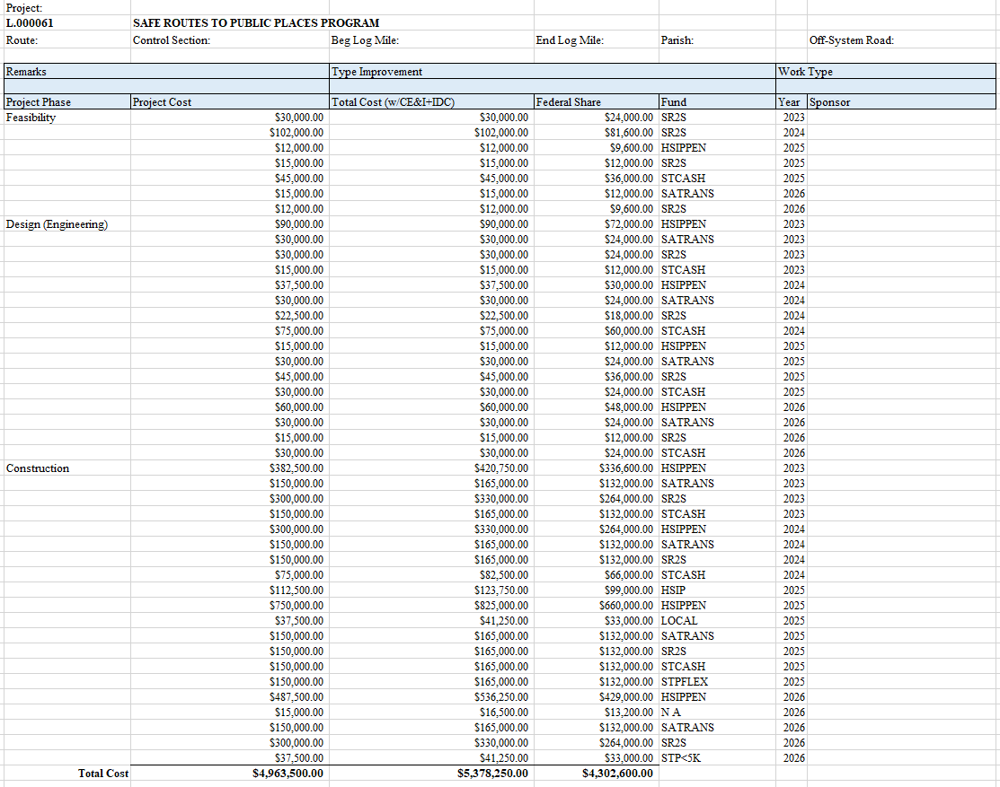 Project:
L.000061 SAFE ROUTES TO PUBLIC PLACES PROGRAM
Route: Control Section: Beg Log Mile: End Log Mile: Parish: Off-System Road:
Remarks Type Improvement Work Type
Project Phase Project Cost Total Cost (w/CE&I+IDC) Federal Share Fund Year Sponsor
Feasibility $30,000.00 $30,000.00 $24,000.00 SR2S 2023
$102,000.00 $102,000.00 $81,600.00 SR2S 2024
$12,000.00 $12,000.00 $9,600.00 HSIPPEN 2025
$15,000.00 $15,000.00 $12,000.00 SR2S 2025
$45,000.00 $45,000.00 $36,000.00 STCASH 2025
$15,000.00 $15,000.00 $12,000.00 SATRANS 2026
$12,000.00 $12,000.00 $9,600.00 SR2S 2026
Design (Engineering) $90,000.00 $90,000.00 $72,000.00 HSIPPEN 2023
$30,000.00 $30,000.00 $24,000.00 SATRANS 2023
$30,000.00 $30,000.00 $24,000.00 SR2S 2023
$15,000.00 $15,000.00 $12,000.00 STCASH 2023
$37,500.00 $37,500.00 $30,000.00 HSIPPEN 2024
$30,000.00 $30,000.00 $24,000.00 SATRANS 2024
$22,500.00 $22,500.00 $18,000.00 SR2S 2024
$75,000.00 $75,000.00 $60,000.00 STCASH 2024
$15,000.00 $15,000.00 $12,000.00 HSIPPEN 2025
$30,000.00 $30,000.00 $24,000.00 SATRANS 2025
$45,000.00 $45,000.00 $36,000.00 SR2S 2025
$30,000.00 $30,000.00 $24,000.00 STCASH 2025
$60,000.00 $60,000.00 $48,000.00 HSIPPEN 2026
$30,000.00 $30,000.00 $24,000.00 SATRANS 2026
$15,000.00 $15,000.00 $12,000.00 SR2S 2026
$30,000.00 $30,000.00 $24,000.00 STCASH 2026
Construction $382,500.00 $420,750.00 $336,600.00 HSIPPEN 2023
$150,000.00 $165,000.00 $132,000.00 SATRANS 2023
$300,000.00 $330,000.00 $264,000.00 SR2S 2023
$150,000.00 $165,000.00 $132,000.00 STCASH 2023
$300,000.00 $330,000.00 $264,000.00 HSIPPEN 2024
$150,000.00 $165,000.00 $132,000.00 SATRANS 2024
$150,000.00 $165,000.00 $132,000.00 SR2S 2024
$75,000.00 $82,500.00 $66,000.00 STCASH 2024
$112,500.00 $123,750.00 $99,000.00 HSIP 2025
$750,000.00 $825,000.00 $660,000.00 HSIPPEN 2025
$37,500.00 $41,250.00 $33,000.00 LOCAL 2025
$150,000.00 $165,000.00 $132,000.00 SATRANS 2025
$150,000.00 $165,000.00 $132,000.00 SR2S 2025
$150,000.00 $165,000.00 $132,000.00 STCASH 2025
$150,000.00 $165,000.00 $132,000.00 STPFLEX 2025
$487,500.00 $536,250.00 $429,000.00 HSIPPEN 2026
$15,000.00 $16,500.00 $13,200.00 N A 2026
$150,000.00 $165,000.00 $132,000.00 SATRANS 2026
$300,000.00 $330,000.00 $264,000.00 SR2S 2026
$37,500.00 $41,250.00 $33,000.00 STP<5K 2026
Total Cost $4,963,500.00 $5,378,250.00 $4,302,600.00